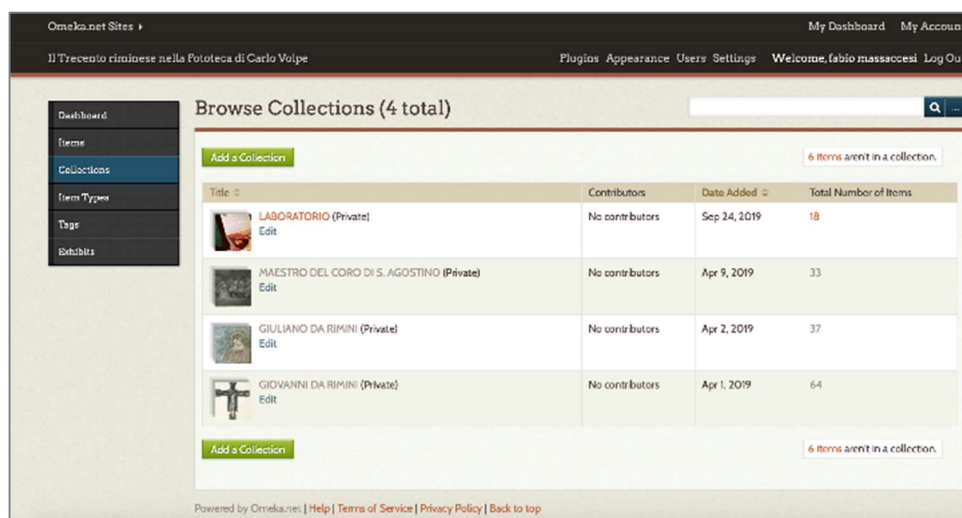 Omeka.net Sites
My Dashboard My Accoun
Il Trecento riminese nella Fototeca di Carlo Volpe
Plugins Appearance Users Settings Welcome, fabio massaccesi Log Ou
Dashboard
Items
Collections
Item Types
Tags
Exhibits
Browse Collections (4 total)
...
Add a Collection
6 items aren't in a collection.
Title Contributors Date Added Total Number of Items
LABORATORIO (Private) No contributors Sep 24, 2019 18
Edit
MAESTRO DEL CORO DI S. AGOSTINO (Private) No contributors Apr 9, 2019 33
Edit
GIULIANO DA RIMINI (Private) No contributors Apr 2, 2019 37
Edit
GIOVANNI DA RIMINI (Private) No contributors Apr 1, 2019 64
Edit
Add a Collection
6 items aren't in a collection.
Powered by Omeka.net | Help | Terms of Service | Privacy Policy | Back to top